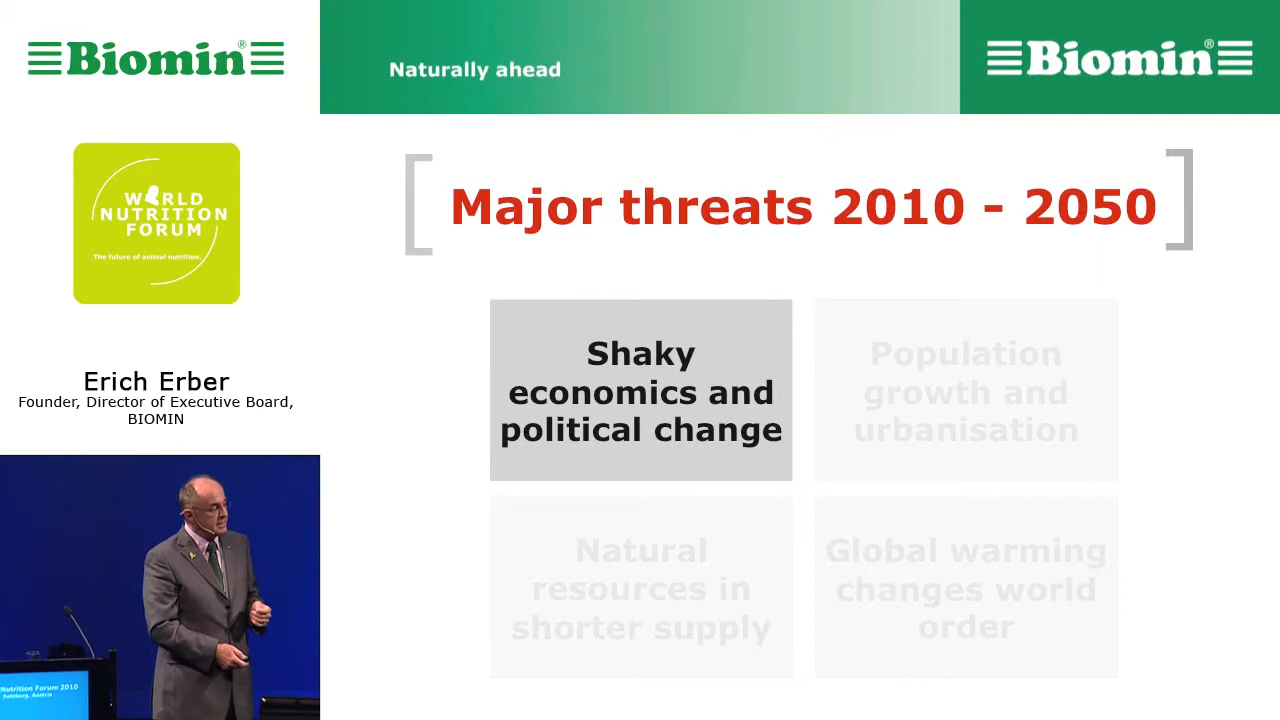 Biomin®
Naturally ahead
Biomin®
WORLD
NUTRITION
FORUM
The future of animal nutrition.
Major threats 2010 - 2050
Erich Erber
Founder, Director of Executive Board,
BIOMIN
Shaky
economics and
political change
Population
growth and
urbanisation
Natural
resources in
shorter supply
Global warming
changes world
order
Nutrition Forum 2010
Salzburg, Austria